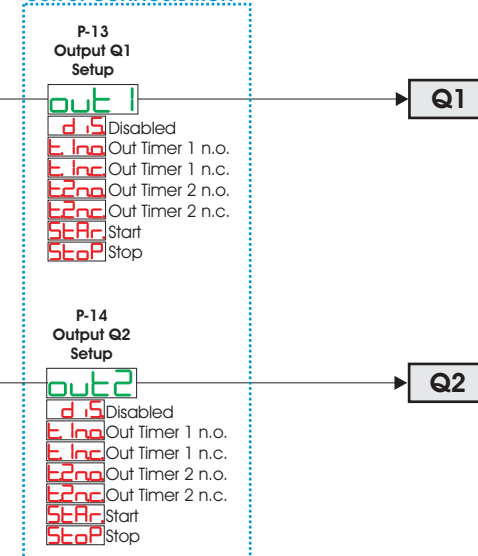 P-13
Output Q1
Setup
out 1
Q1
d iS. Disabled
t. 1no. Out Timer 1 n.o.
t. 1nc. Out Timer 1 n.c.
t2no. Out Timer 2 n.o.
t2nc. Out Timer 2 n.c.
StAr. Start
StoP Stop
P-14
Output Q2
Setup
out2
Q2
d iS. Disabled
t. 1no. Out Timer 1 n.o.
t. 1nc. Out Timer 1 n.c.
t2no. Out Timer 2 n.o.
t2nc. Out Timer 2 n.c.
StAr. Start
StoP Stop